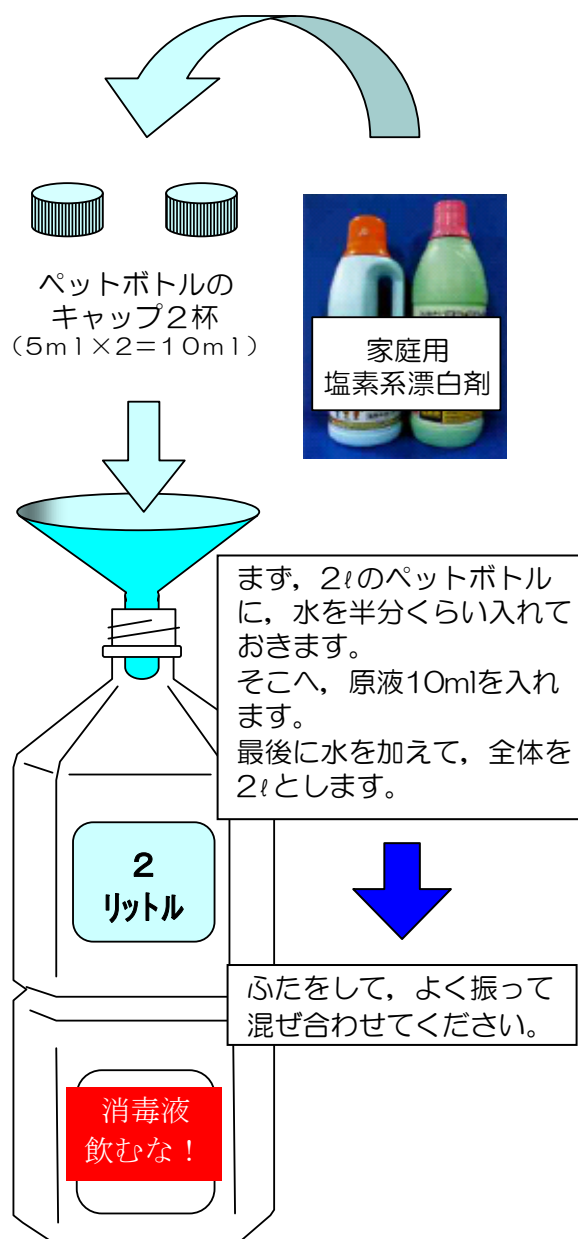 ペットボトルの
キャップ2杯
（5ml×2=10ml）
家庭用
塩素系漂白剤
まず，2ℓのペットボトル
に，水を半分くらい入れて
おきます。
そこへ，原液10mlを入れ
ます。
最後に水を加えて，全体を
2ℓとします。
2
リットル
ふたをして，よく振って
混ぜ合わせてください。
消毒液
飲むな！